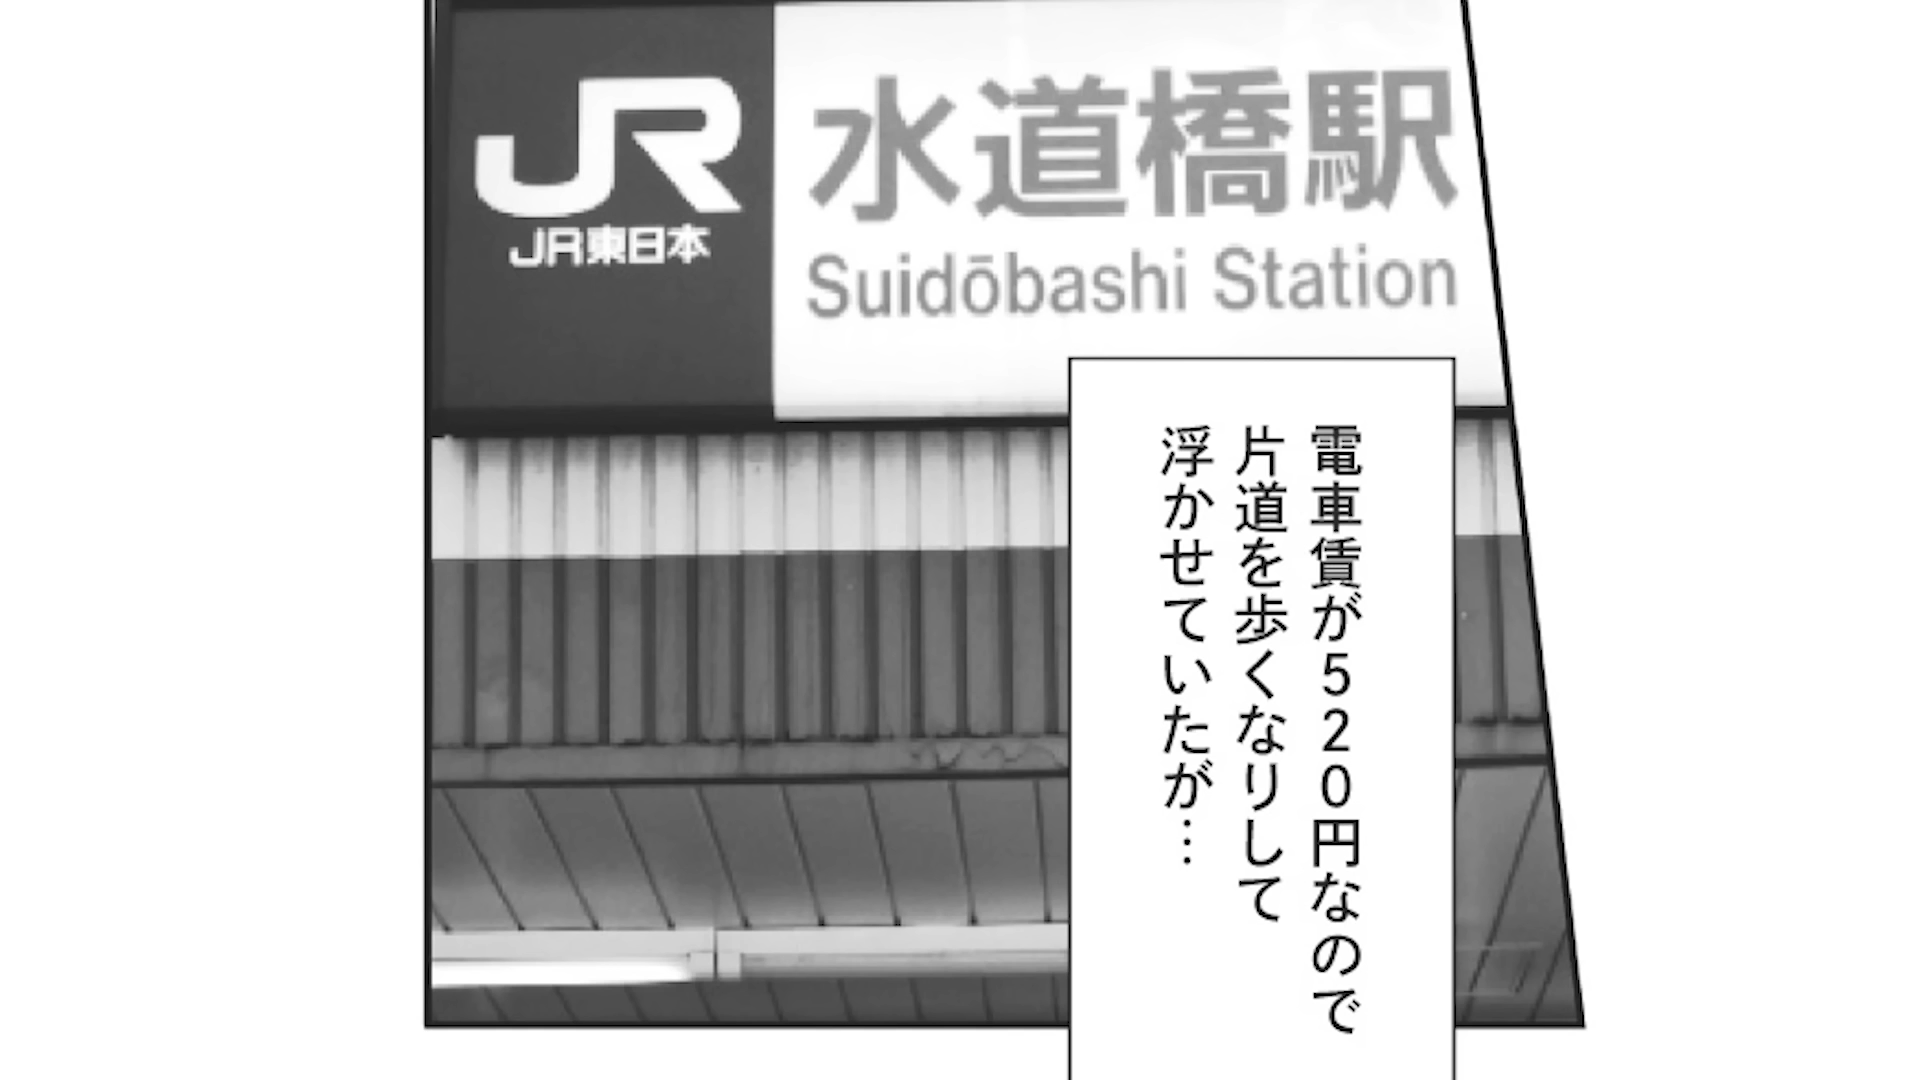 JR
JR東日本
水道橋駅
Suidōbashi Station
電車賃が520円なので
片道を歩くなりして
浮かせていたが…